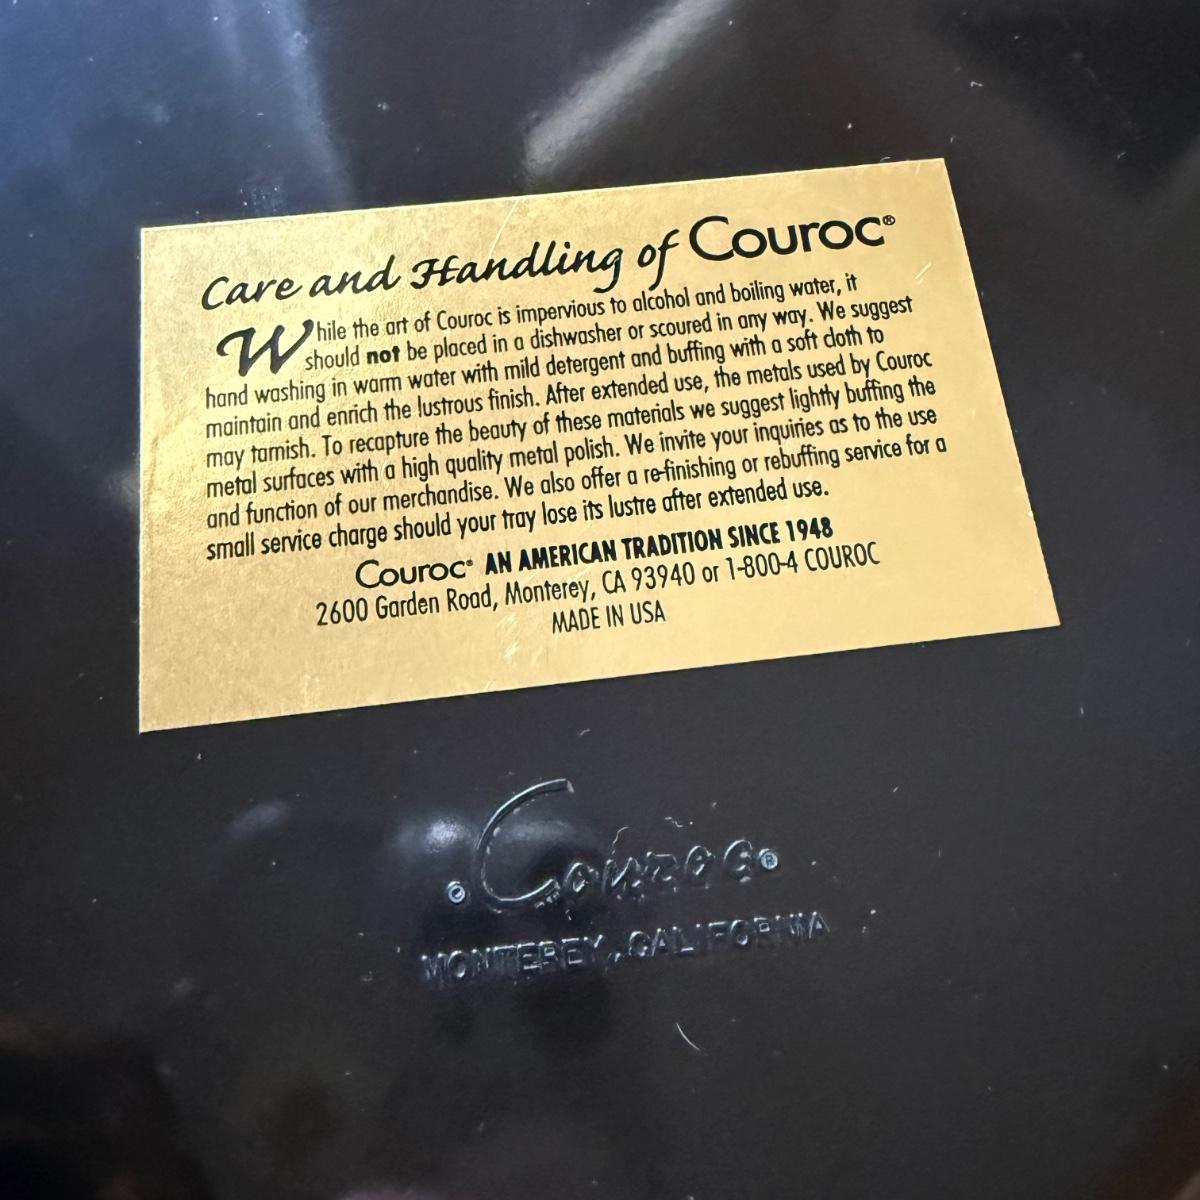 Care and Handling of Couroc®
While the art of Couroc is impervious to alcohol and boiling water, it
should not be placed in a dishwasher or scoured in any way. We suggest
hand washing in warm water with mild detergent and buffing with a soft cloth to
maintain and enrich the lustrous finish. After extended use, the metals used by Couroc
may tarnish. To recapture the beauty of these materials we suggest lightly buffing the
metal surfaces with a high quality metal polish. We invite your inquiries as to the use
and function of our merchandise. We also offer a re-finishing or rebuffing service for a
small service charge should your tray lose its lustre after extended use.
Couroc® AN AMERICAN TRADITION SINCE 1948
2600 Garden Road, Monterey, CA 93940 or 1-800-4 COUROC
MADE IN USA
© Couroc®
MONTEREY, CALIFORNIA